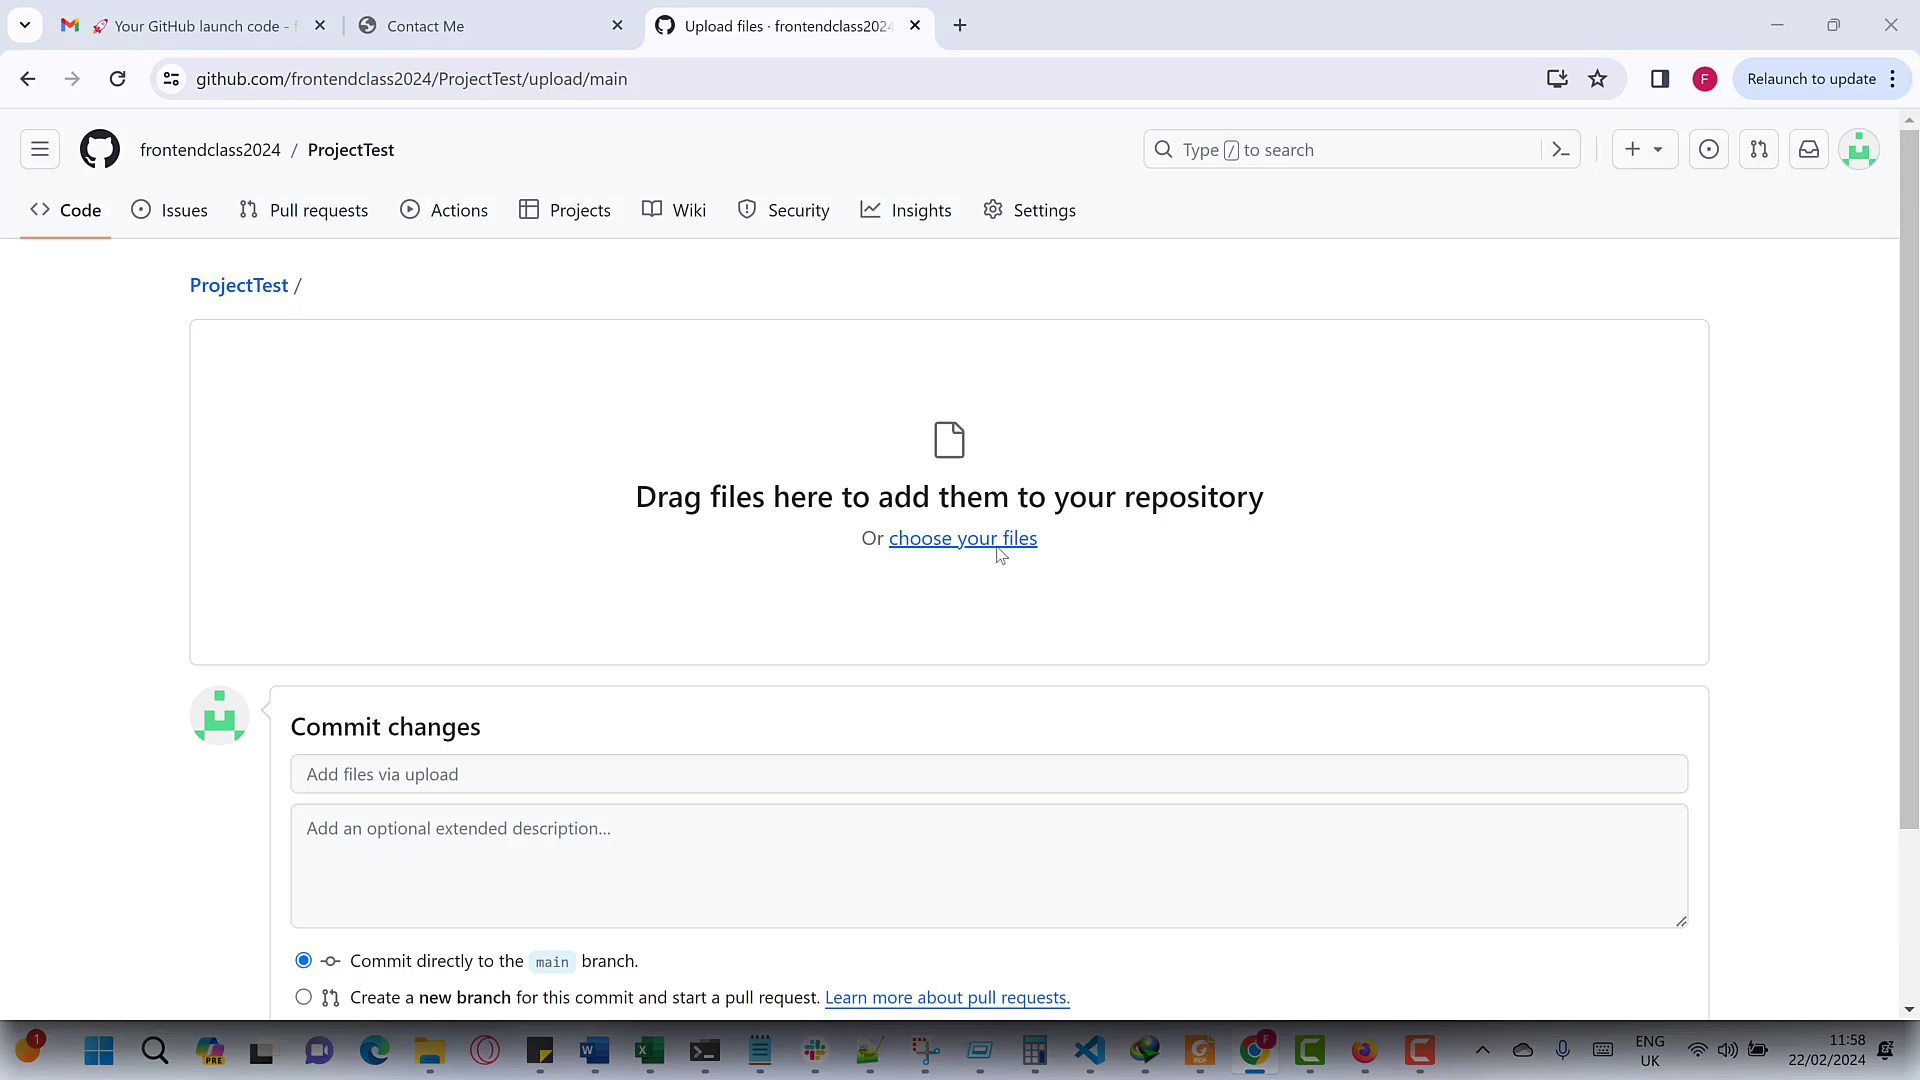 🚀 Your GitHub launch code - f
Contact Me
Upload files · frontendclass2024
github.com/frontendclass2024/ProjectTest/upload/main
F
Relaunch to update
frontendclass2024 / ProjectTest
Type / to search
Code
Issues
Pull requests
Actions
Projects
Wiki
Security
Insights
Settings
ProjectTest /
Drag files here to add them to your repository
Or choose your files
Commit changes
Add files via upload
Add an optional extended description...
Commit directly to the main branch.
Create a new branch for this commit and start a pull request. Learn more about pull requests.
1
PRE
F
ENG
UK
11:58
22/02/2024